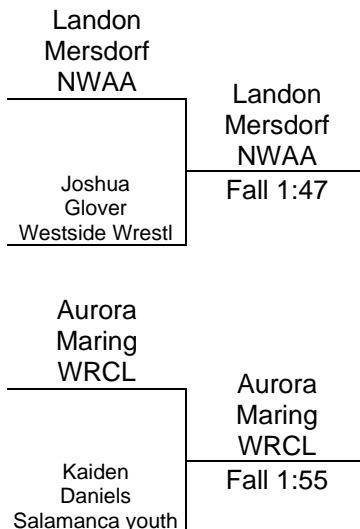 Landon
Mersdorf
NWAA
Landon
Mersdorf
NWAA
Fall 1:47
Joshua
Glover
Westside Wrestl
Aurora
Maring
WRCL
Aurora
Maring
WRCL
Fall 1:55
Kaiden
Daniels
Salamanca youth